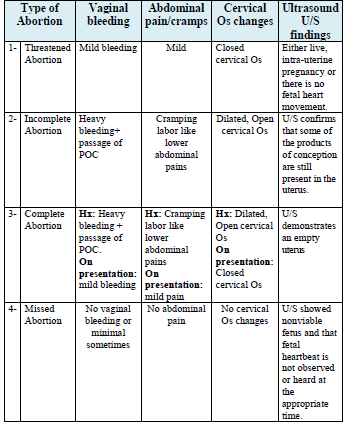 Type of Abortion
Vaginal bleeding
Abdominal pain/cramps
Cervical Os changes
Ultrasound U/S findings
1- Threatened Abortion
Mild bleeding
Mild
Closed cervical Os
Either live, intra-uterine pregnancy or there is no fetal heart movement.
2- Incomplete Abortion
Heavy bleeding+ passage of POC
Cramping labor like lower abdominal pains
Dilated, Open cervical Os
U/S confirms that some of the products of conception are still present in the uterus.
3- Complete Abortion
Hx: Heavy bleeding + passage of POC.
On presentation: mild bleeding
Hx: Cramping labor like lower abdominal pains
On presentation: mild pain
Hx: Dilated, Open cervical Os
On presentation: Closed cervical Os
U/S demonstrates an empty uterus
4- Missed Abortion
No vaginal bleeding or minimal sometimes
No abdominal pain
No cervical Os changes
U/S showed nonviable fetus and that fetal heartbeat is not observed or heard at the appropriate time.